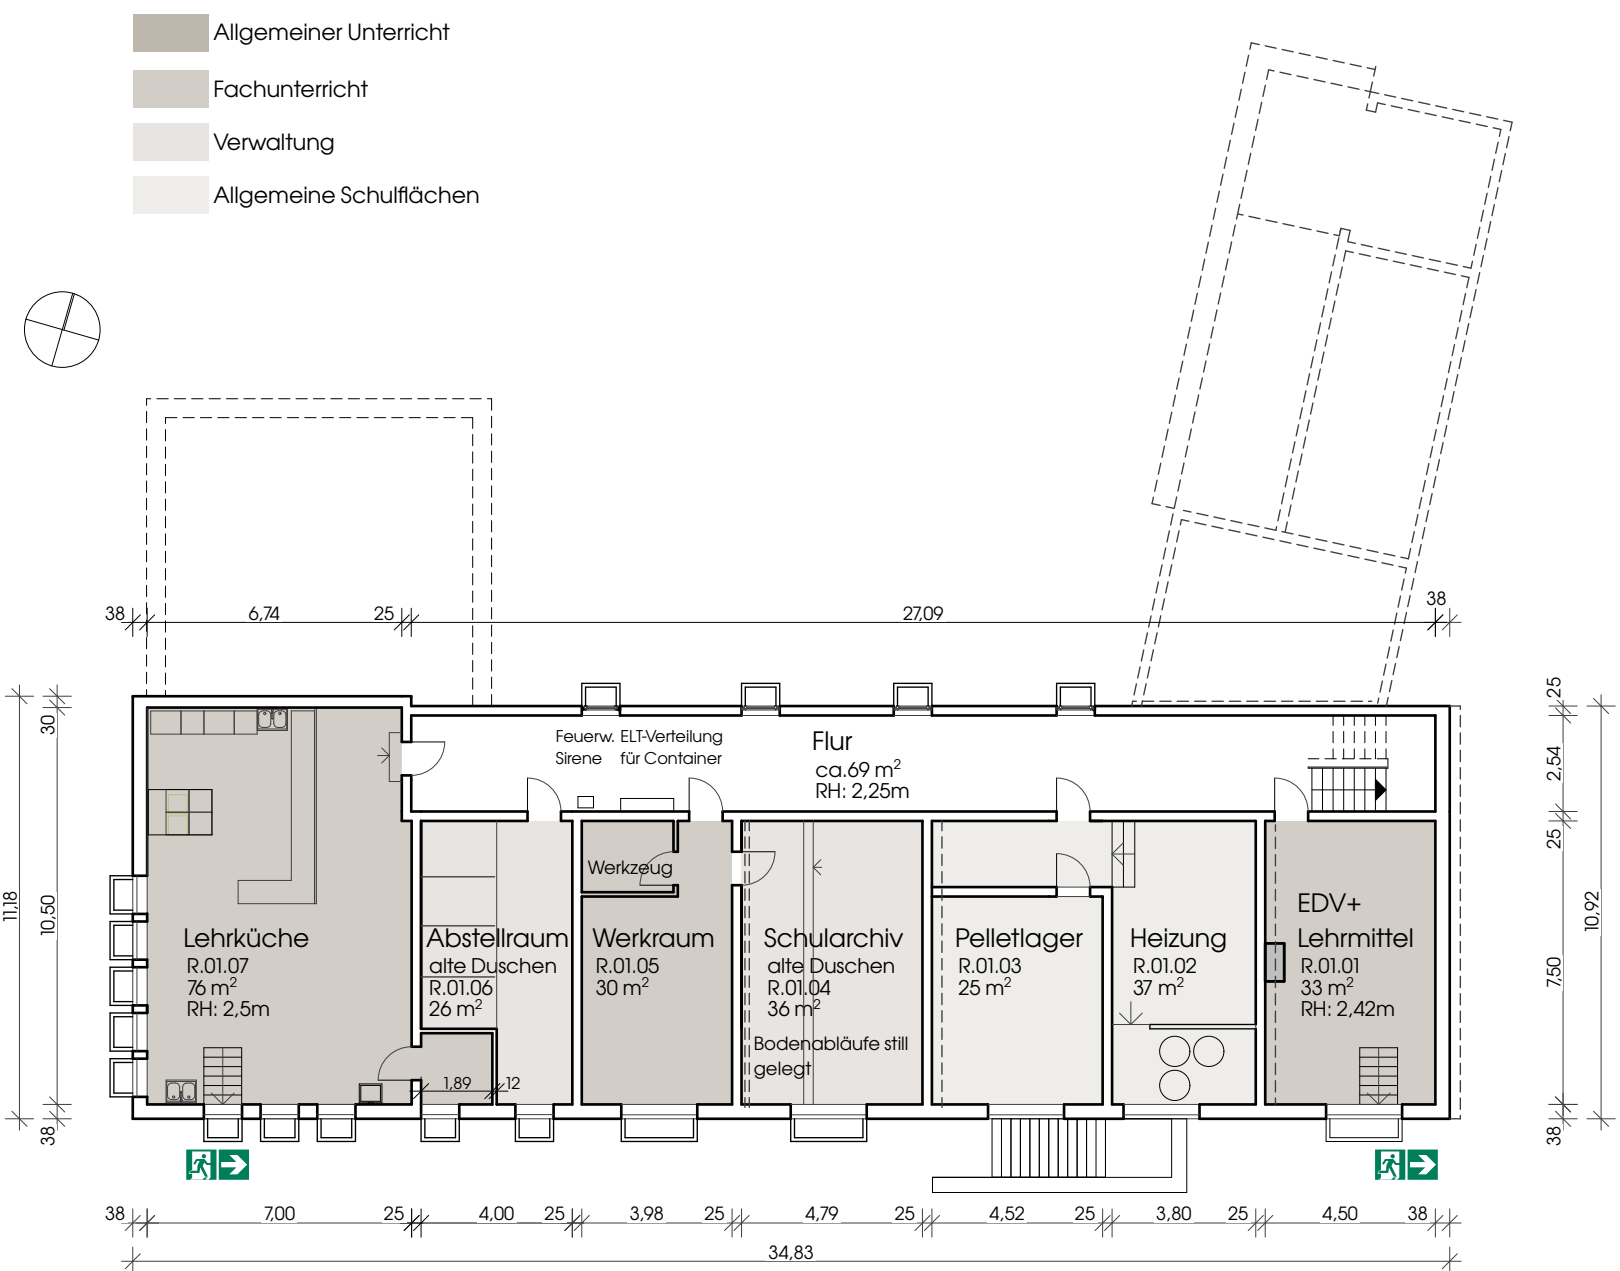 Allgemeiner Unterricht
Fachunterricht
Verwaltung
Allgemeine Schulflächen
38
6,74
25
27,09
38
11,18
30
10,50
38
Feuerw.
Sirene
ELT-Verteilung
für Container
Flur
ca.69 m²
RH: 2,25m
Werkzeug
Lehrküche
R.01.07
76 m²
RH: 2,5m
Abstellraum
alte Duschen
R.01.06
26 m²
1,89
12
Werkraum
R.01.05
30 m²
Schularchiv
alte Duschen
R.01.04
36 m²
Bodenabläufe still
gelegt
Pelletlager
R.01.03
25 m²
Heizung
R.01.02
37 m²
EDV+
Lehrmittel
R.01.01
33 m²
RH: 2,42m
25
2,54
25
7,50
38
10,92
38
7,00
25
4,00
25
3,98
25
4,79
25
4,52
25
3,80
25
4,50
38
34,83